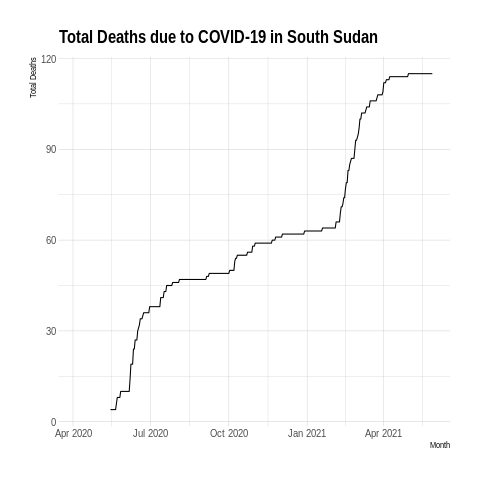 Total Deaths due to COVID-19 in South Sudan
Total Deaths
120
90
60
30
0
Apr 2020 Jul 2020 Oct 2020 Jan 2021 Apr 2021
Month